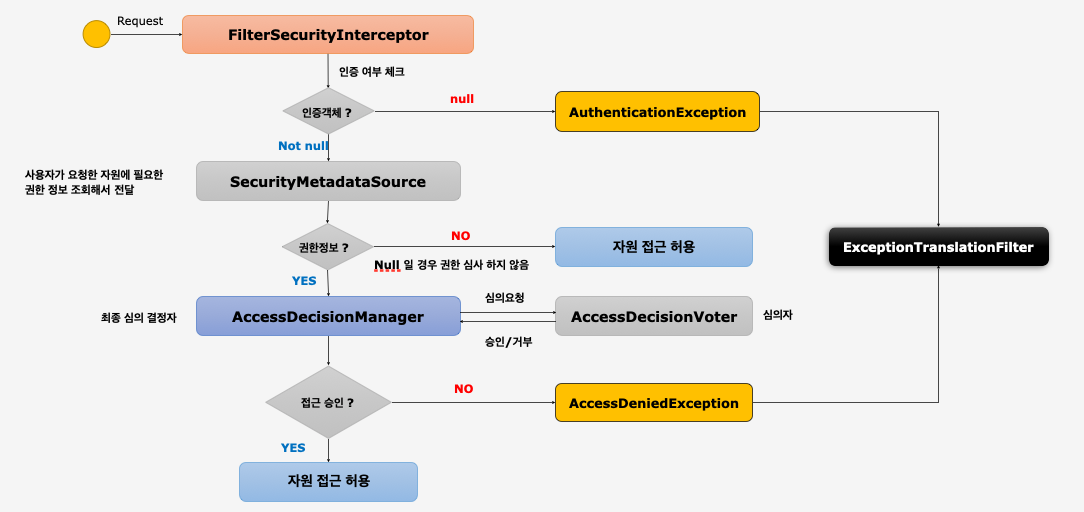 Request
FilterSecurityInterceptor
인증 여부 체크
인증객체 ?
null
AuthenticationException
Not null
사용자가 요청한 자원에 필요한
권한 정보 조회해서 전달
SecurityMetadataSource
권한정보 ?
NO
자원 접근 허용
Null 일 경우 권한 심사 하지 않음
ExceptionTranslationFilter
YES
최종 심의 결정자
AccessDecisionManager
심의요청
승인/거부
AccessDecisionVoter
심의자
접근 승인 ?
NO
AccessDeniedException
YES
자원 접근 허용